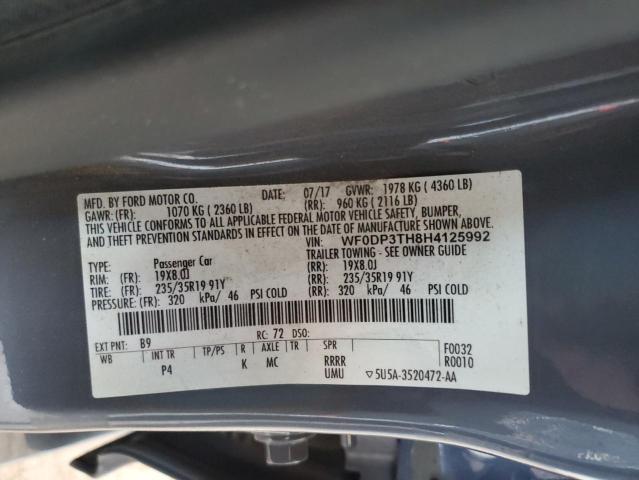 MFD. BY FORD MOTOR CO. DATE: 07/17 GVWR: 1978 KG ( 4360 LB)
GAWR: (FR): 1070 KG ( 2360 LB) (RR): 960 KG ( 2116 LB)
THIS VEHICLE CONFORMS TO ALL APPLICABLE FEDERAL MOTOR VEHICLE SAFETY, BUMPER,
AND THEFT PREVENTION STANDARDS IN EFFECT ON THE DATE OF MANUFACTURE SHOWN ABOVE.
VIN: WF0DP3TH8H4125992
TYPE: Passenger Car TRAILER TOWING - SEE OWNER GUIDE
RIM: (FR) 19X8.0J (RR): 19X8.0J
TIRE: (FR): 235/35R19 91Y (RR): 235/35R19 91Y
PRESSURE: (FR) 320 kPa/ 46 PSI COLD (RR): 320 kPa/ 46 PSI COLD
EXT PNT: B9 RC: 72 DSO:
WB INT TR TP/PS R AXLE TR SPR F0032
P4 K MC RRRR R0010
UMU ▽5U5A-3520472-AA